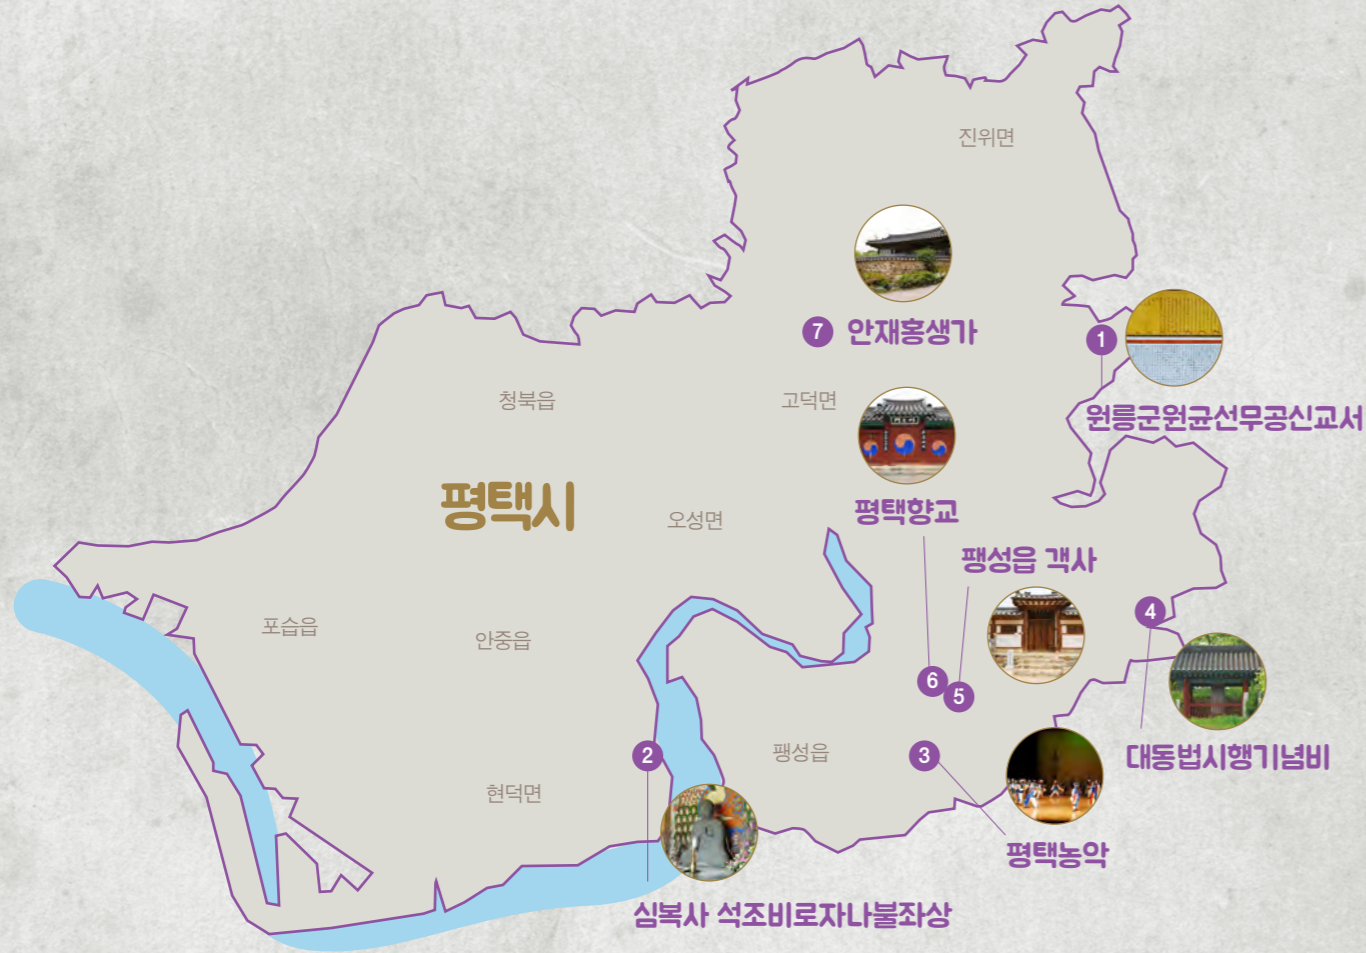 진위면
7 안재홍생가
1
원릉군원균선무공신교서
청북읍
고덕면
평택시
오성면
평택향교
팽성읍 객사
포습읍
안중읍
4
6
5
팽성읍
2
3
대동법시행기념비
현덕면
평택농악
심복사 석조비로자나불좌상